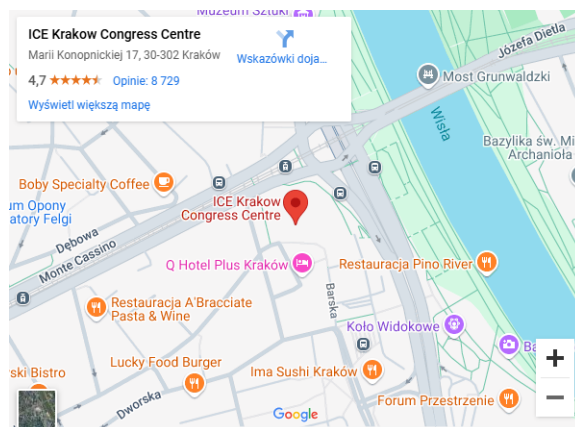 Muzeum Sztuki
ICE Krakow Congress Centre
Marii Konopnickiej 17, 30-302 Kraków
Wskazówki doja...
4,7
Opinie: 8 729
Wyświetl większą mapę
Józefa Dietla
Most Grunwaldzki
Wisła
Bazylika św. Mi
Archanioła
Boby Specialty Coffee
um Opony
atory Felgi
ICE Krakow
Congress Centre
Dębowa
Monte Cassino
Q Hotel Plus Kraków
Restauracja Pino River
Barska
Restauracja A'Bracciate
Pasta & Wine
Koło Widokowe
Ba
Lucky Food Burger
ski Bistro
Ima Sushi Kraków
Dworska
Forum Przestrzenie
Google